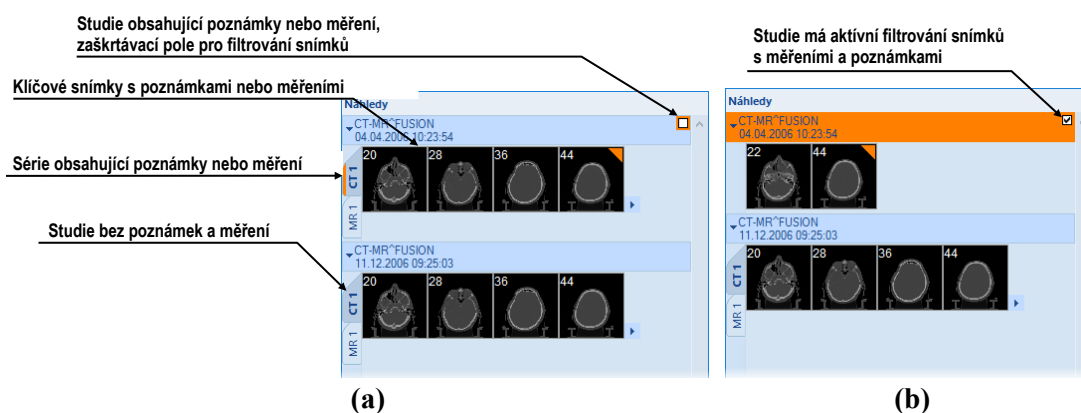 Studie obsahující poznámky nebo měření,
zaškrtávací pole pro filtrování snímků
Klíčové snímky s poznámkami nebo měřeními
Série obsahující poznámky nebo měření
Studie bez poznámek a měření
Náhledy
CT-MR^FUSION
04.04.2006 10:23:54
CT 1
MR 1
20 28 36 44
CT-MR^FUSION
11.12.2006 09:25:03
CT 1
MR 1
20 28 36 44
(a)
Studie má aktívní filtrování snímků
s měřeními a poznámkami
Náhledy
CT-MR^FUSION
04.04.2006 10:23:54
22 44
CT-MR^FUSION
11.12.2006 09:25:03
CT 1
MR 1
20 28 36 44
(b)